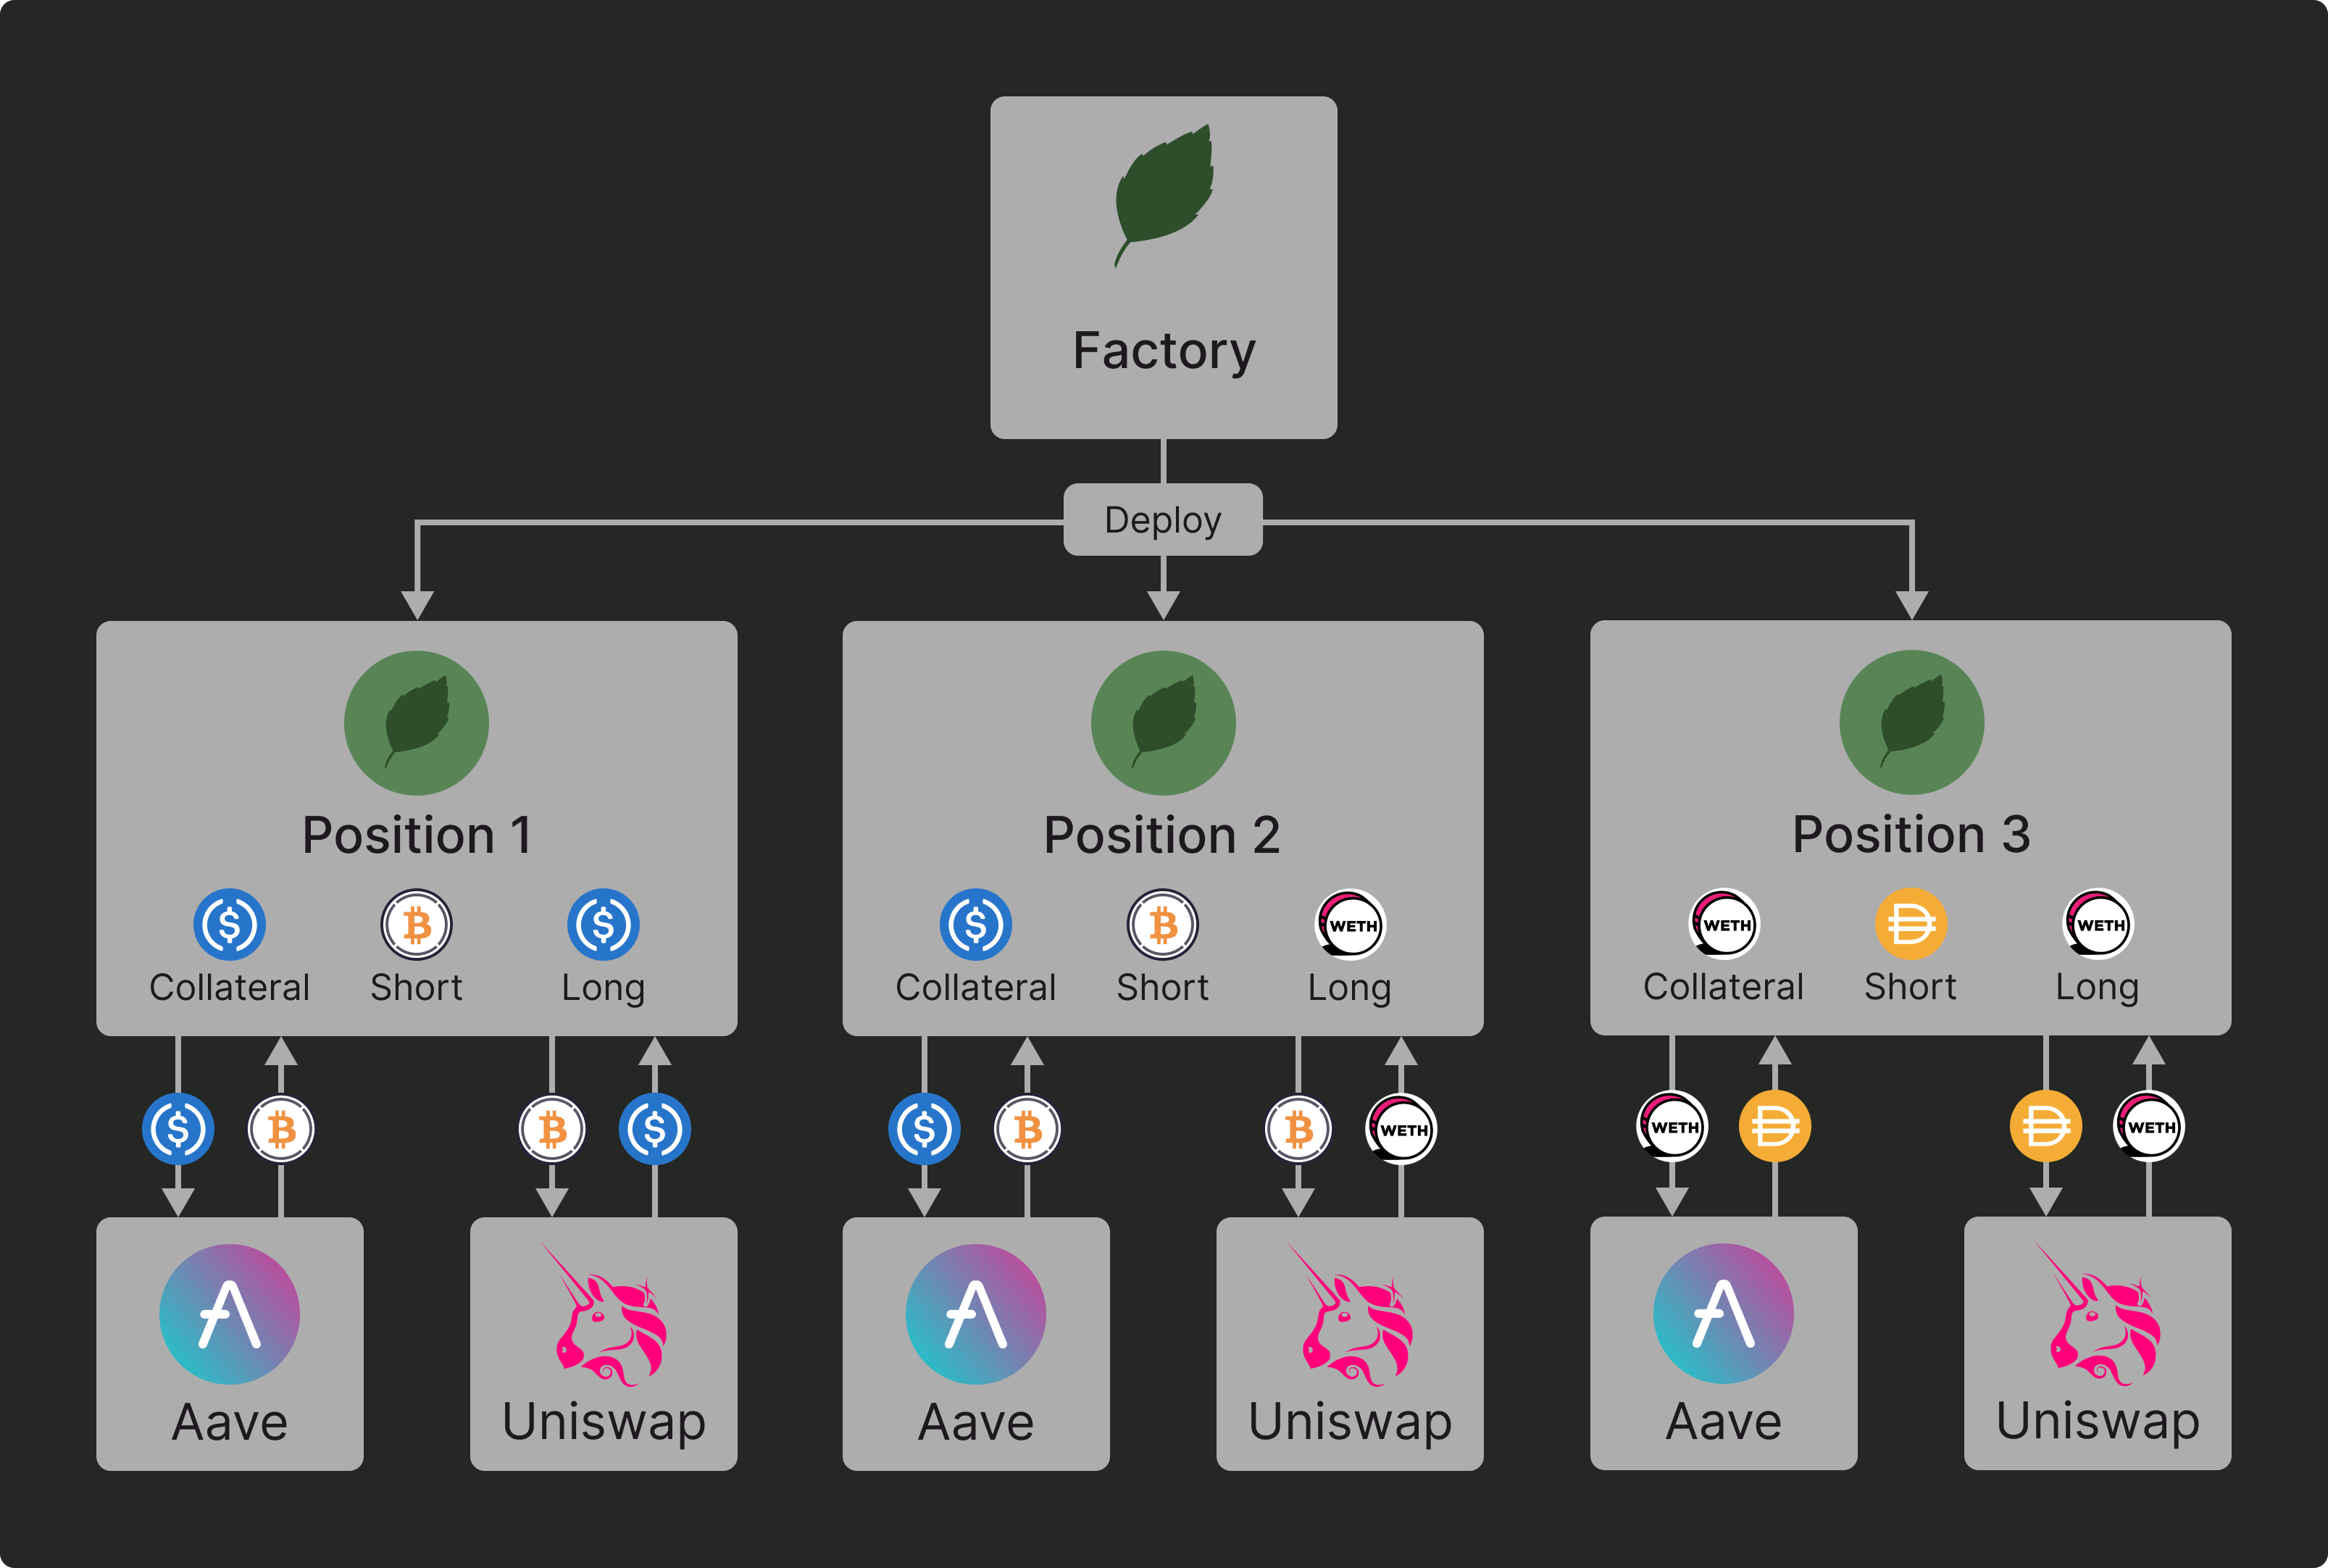 Factory
Deploy
Position 1
Collateral
Short
Long
Position 2
WETH
Collateral
Short
Long
Position 3
WETH
WETH
Collateral
Short
Long
WETH
WETH
WETH
Aave
Uniswap
Aave
Uniswap
Aave
Uniswap